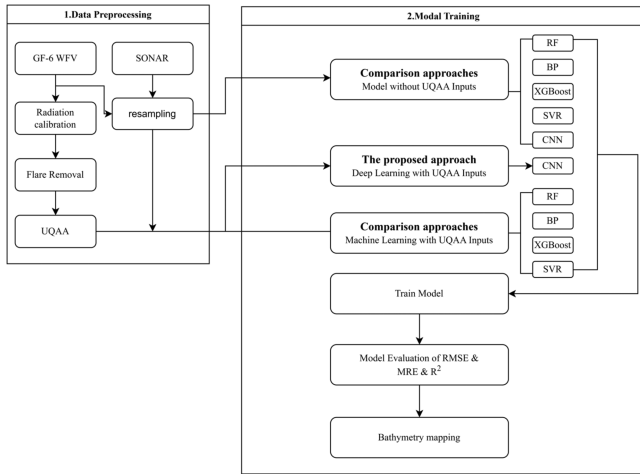 1.Data Preprocessing
GF-6 WFV
SONAR
Radiation
calibration
resampling
Flare Removal
UQAA
2.Modal Training
Comparison approaches
Model without UQAA Inputs
RF
BP
XGBoost
SVR
CNN
The proposed approach
Deep Learning with UQAA Inputs
CNN
Comparison approaches
Machine Learning with UQAA Inputs
RF
BP
XGBoost
SVR
Train Model
Model Evaluation of RMSE &
MRE & R²
Bathymetry mapping